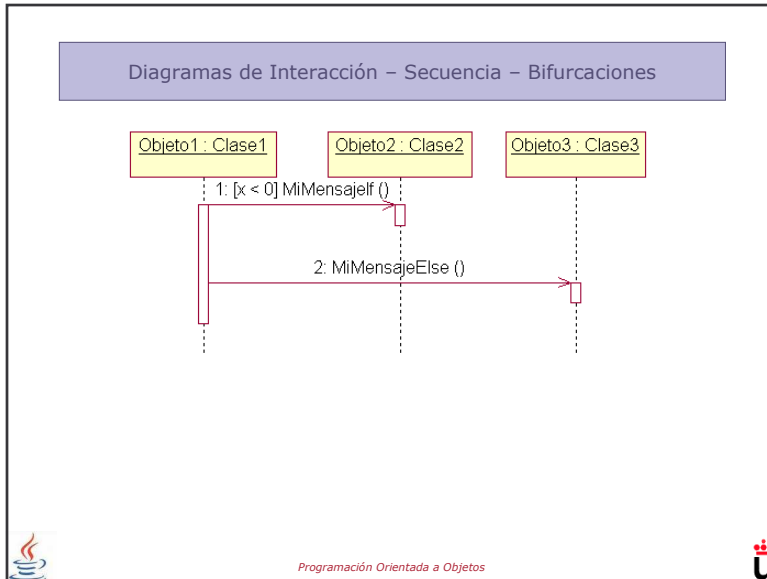 Diagramas de Interacción – Secuencia – Bifurcaciones
Objeto1 : Clase1
Objeto2 : Clase2
Objeto3 : Clase3
1: [x < 0] MiMensajeIf ()
2: MiMensajeElse ()
Programación Orientada a Objetos